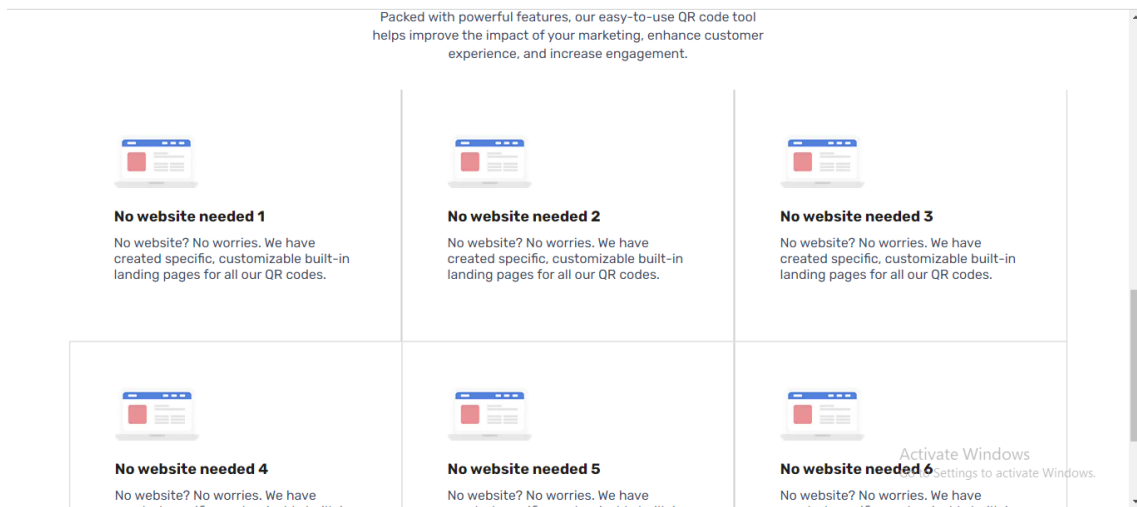 Packed with powerful features, our easy-to-use QR code tool
helps improve the impact of your marketing, enhance customer
experience, and increase engagement.
No website needed 1
No website? No worries. We have
created specific, customizable built-in
landing pages for all our QR codes.
No website needed 2
No website? No worries. We have
created specific, customizable built-in
landing pages for all our QR codes.
No website needed 3
No website? No worries. We have
created specific, customizable built-in
landing pages for all our QR codes.
No website needed 4
No website? No worries. We have
No website needed 5
No website? No worries. We have
No website needed 6
No website? No worries. We have
Activate Windows
Go to Settings to activate Windows.